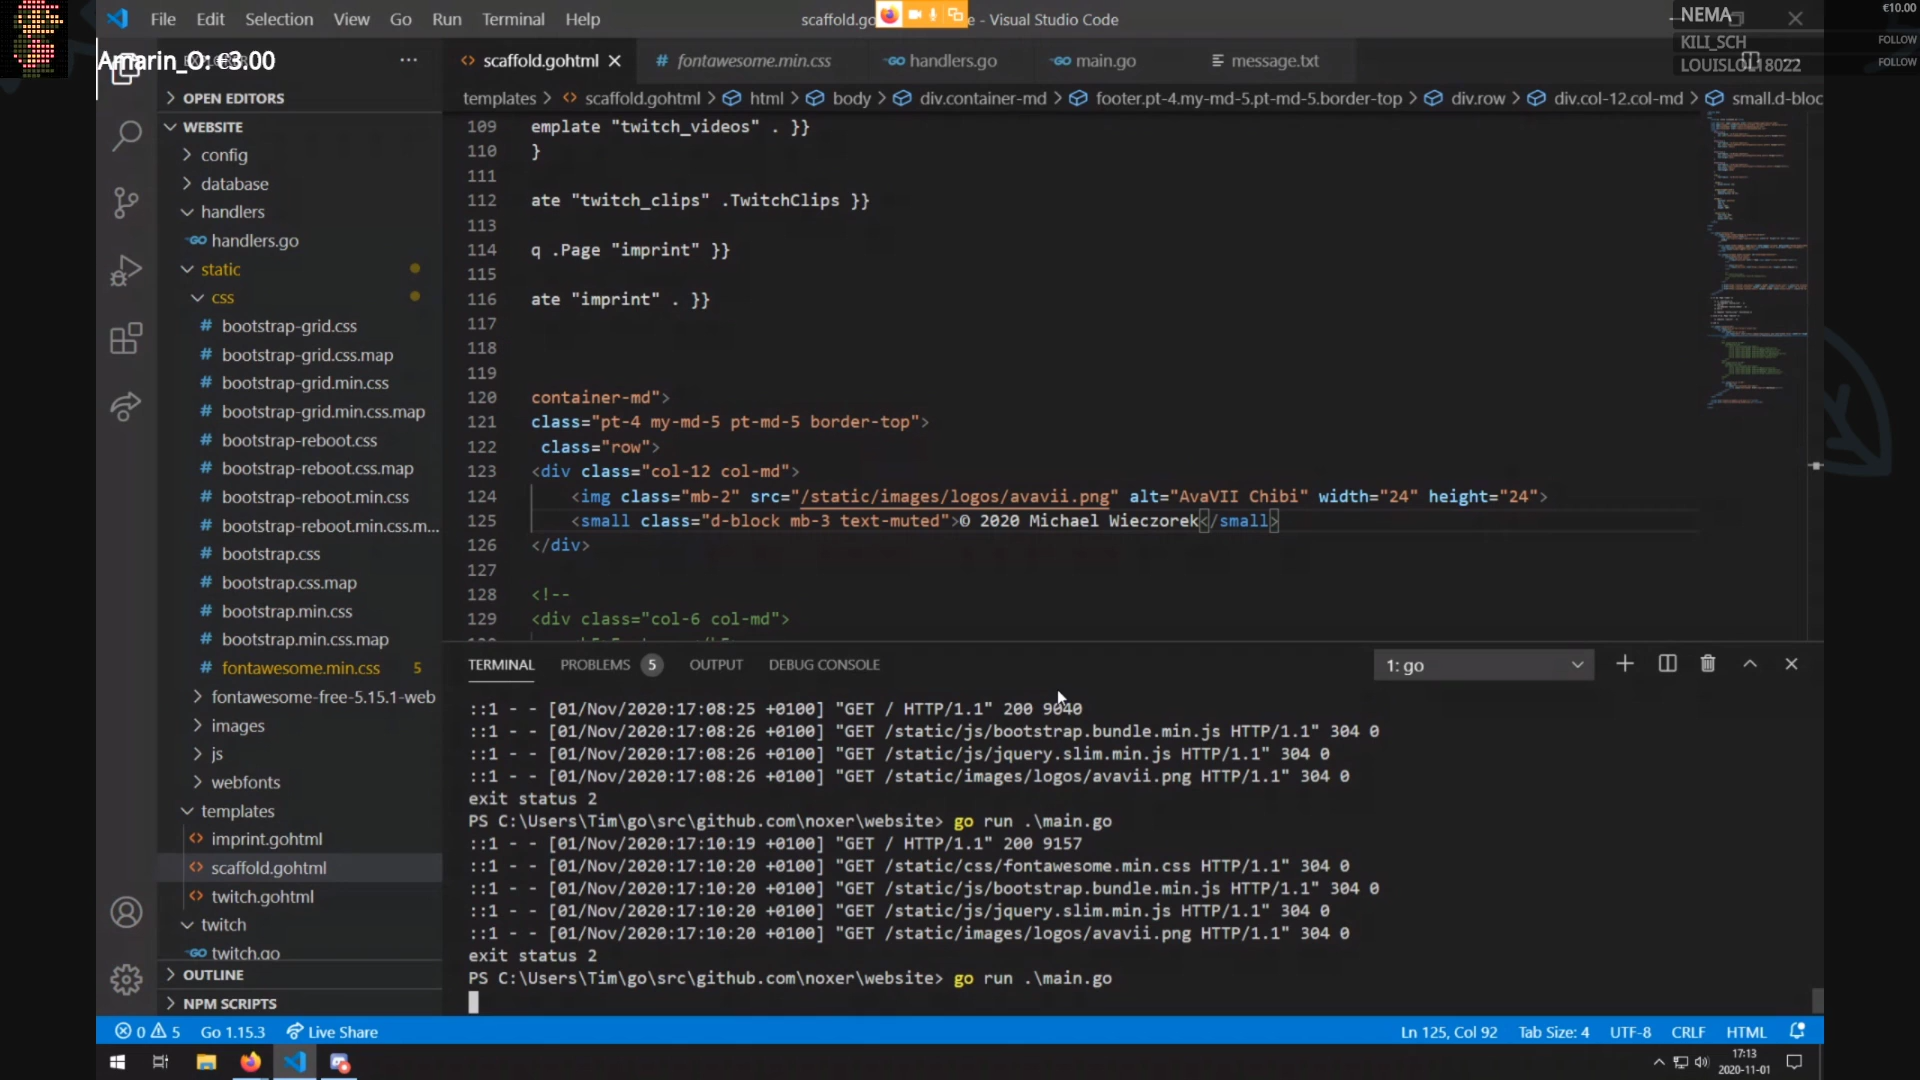 File Edit Selection View Go Run Terminal Help
- Visual Studio Code
NEMA
€10.00
KILI_SCH
FOLLOW
LOUISLOL18022
FOLLOW
Amarin_O: €3.00
scaffold.gohtml
# fontawesome.min.css
handlers.go
main.go
message.txt
OPEN EDITORS
templates > scaffold.gohtml > html > body > div.container-md > footer.pt-4.my-md-5.pt-md-5.border-top > div.row > div.col-12.col-md > small.d-bloc
WEBSITE
config
database
handlers
handlers.go
static
css
# bootstrap-grid.css
# bootstrap-grid.css.map
# bootstrap-grid.min.css
# bootstrap-grid.min.css.map
# bootstrap-reboot.css
# bootstrap-reboot.css.map
# bootstrap-reboot.min.css
# bootstrap-reboot.min.css.m...
# bootstrap.css
# bootstrap.css.map
# bootstrap.min.css
# bootstrap.min.css.map
# fontawesome.min.css 5
fontawesome-free-5.15.1-web
images
js
webfonts
templates
imprint.gohtml
scaffold.gohtml
twitch.gohtml
twitch
twitch.go
OUTLINE
NPM SCRIPTS
109 emplate "twitch_videos" . }}
110 }
111
112 ate "twitch_clips" .TwitchClips }}
113
114 q .Page "imprint" }}
115
116 ate "imprint" . }}
117
118
119
120 container-md">
121 class="pt-4 my-md-5 pt-md-5 border-top">
122 class="row">
123 <div class="col-12 col-md">
124 <img class="mb-2" src="/static/images/logos/avavii.png" alt="AvaVII Chibi" width="24" height="24">
125 <small class="d-block mb-3 text-muted">© 2020 Michael Wieczorek</small>
126 </div>
127
128 <!--
129 <div class="col-6 col-md">
TERMINAL PROBLEMS 5 OUTPUT DEBUG CONSOLE
1: go
::1 - - [01/Nov/2020:17:08:25 +0100] "GET / HTTP/1.1" 200 9040
::1 - - [01/Nov/2020:17:08:26 +0100] "GET /static/js/bootstrap.bundle.min.js HTTP/1.1" 304 0
::1 - - [01/Nov/2020:17:08:26 +0100] "GET /static/js/jquery.slim.min.js HTTP/1.1" 304 0
::1 - - [01/Nov/2020:17:08:26 +0100] "GET /static/images/logos/avavii.png HTTP/1.1" 304 0
exit status 2
PS C:\Users\Tim\go\src\github.com\noxer\website> go run .\main.go
::1 - - [01/Nov/2020:17:10:19 +0100] "GET / HTTP/1.1" 200 9157
::1 - - [01/Nov/2020:17:10:20 +0100] "GET /static/css/fontawesome.min.css HTTP/1.1" 304 0
::1 - - [01/Nov/2020:17:10:20 +0100] "GET /static/js/bootstrap.bundle.min.js HTTP/1.1" 304 0
::1 - - [01/Nov/2020:17:10:20 +0100] "GET /static/js/jquery.slim.min.js HTTP/1.1" 304 0
::1 - - [01/Nov/2020:17:10:20 +0100] "GET /static/images/logos/avavii.png HTTP/1.1" 304 0
exit status 2
PS C:\Users\Tim\go\src\github.com\noxer\website> go run .\main.go
0 5 Go 1.15.3 Live Share
Ln 125, Col 92 Tab Size: 4 UTF-8 CRLF HTML
17:13
2020-11-01